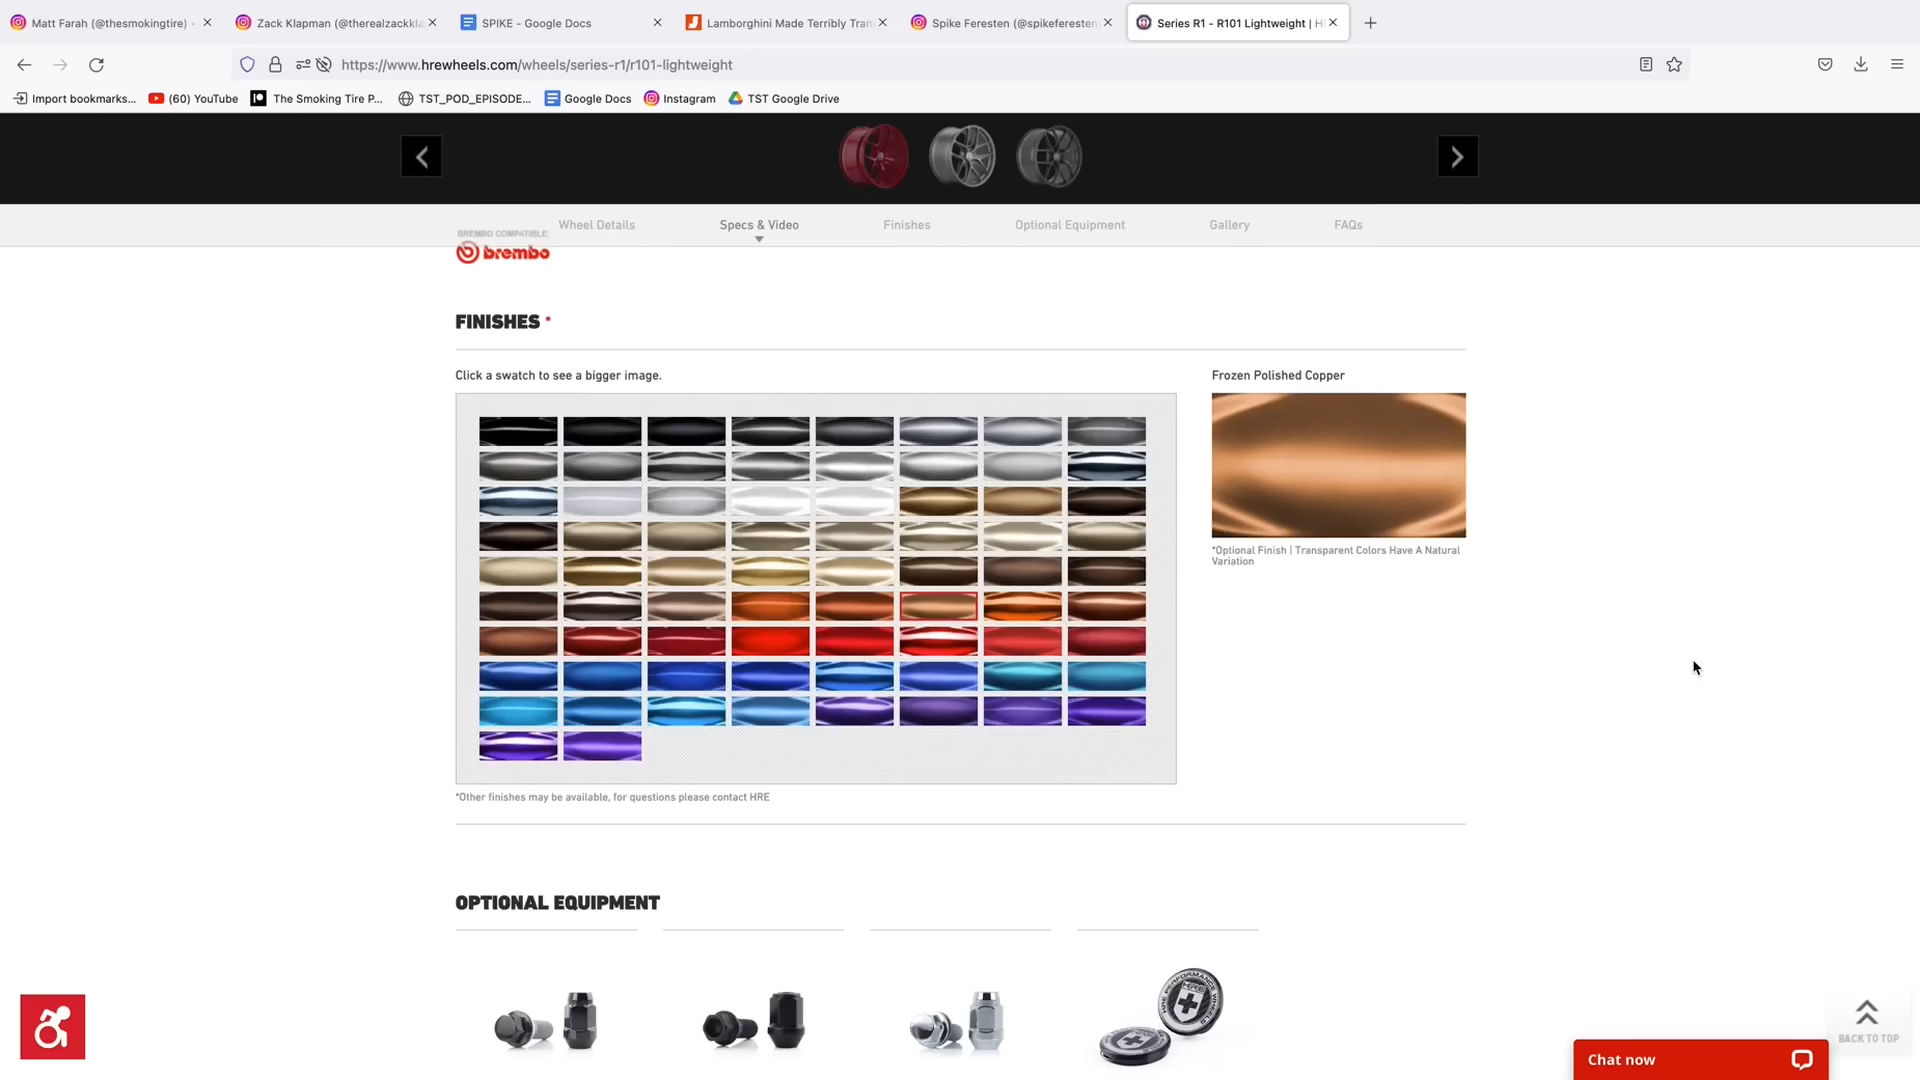 Matt Farah (@thesmokingtire)
Zack Klapman (@therealzackkla
SPIKE - Google Docs
Lamborghini Made Terribly Tran
Spike Feresten (@spikeferesten
Series R1 - R101 Lightweight | H
https://www.hrewheels.com/wheels/series-r1/r101-lightweight
Import bookmarks...
(60) YouTube
The Smoking Tire P...
TST_POD_EPISODE...
Google Docs
Instagram
TST Google Drive
Wheel Details
Specs & Video
Finishes
Optional Equipment
Gallery
FAQs
BREMBO COMPATIBLE:
brembo
FINISHES *
Click a swatch to see a bigger image.
Frozen Polished Copper
*Optional Finish | Transparent Colors Have A Natural
Variation
*Other finishes may be available, for questions please contact HRE
OPTIONAL EQUIPMENT
HRE
BACK TO TOP
Chat now